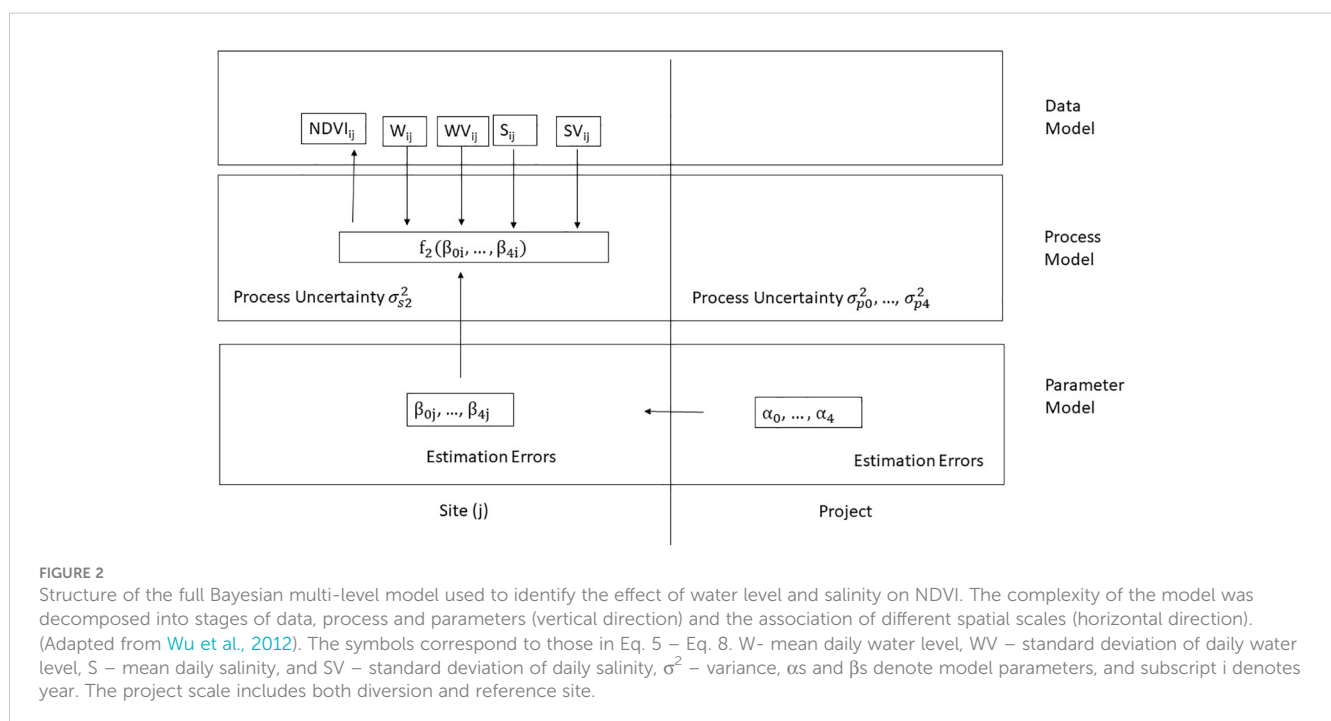 NDVIᵢⱼ
Wᵢⱼ
WVᵢⱼ
Sᵢⱼ
SVᵢⱼ
Data
Model
f₂(β₀ᵢ, ..., β₄ᵢ)
Process
Model
Process Uncertainty σ²ₛ₂
Process Uncertainty σ²ₚ₀, ..., σ²ₚ₄
β₀ⱼ, ..., β₄ⱼ
α₀, ... , α₄
Parameter
Model
Estimation Errors
Estimation Errors
Site (j)
Project
FIGURE 2
Structure of the full Bayesian multi-level model used to identify the effect of water level and salinity on NDVI. The complexity of the model was
decomposed into stages of data, process and parameters (vertical direction) and the association of different spatial scales (horizontal direction).
(Adapted from Wu et al., 2012). The symbols correspond to those in Eq. 5 – Eq. 8. W- mean daily water level, WV – standard deviation of daily water
level, S – mean daily salinity, and SV – standard deviation of daily salinity, σ² – variance, αs and βs denote model parameters, and subscript i denotes
year. The project scale includes both diversion and reference site.